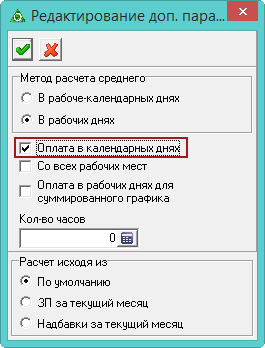 Редактирование доп. пара...
Метод расчета среднего
В рабоче-календарных днях
В рабочих днях
Оплата в календарных днях
Со всех рабочих мест
Оплата в рабочих днях для
суммированного графика
Кол-во часов
0
Расчет исходя из
По умолчанию
ЗП за текущий месяц
Надбавки за текущий месяц